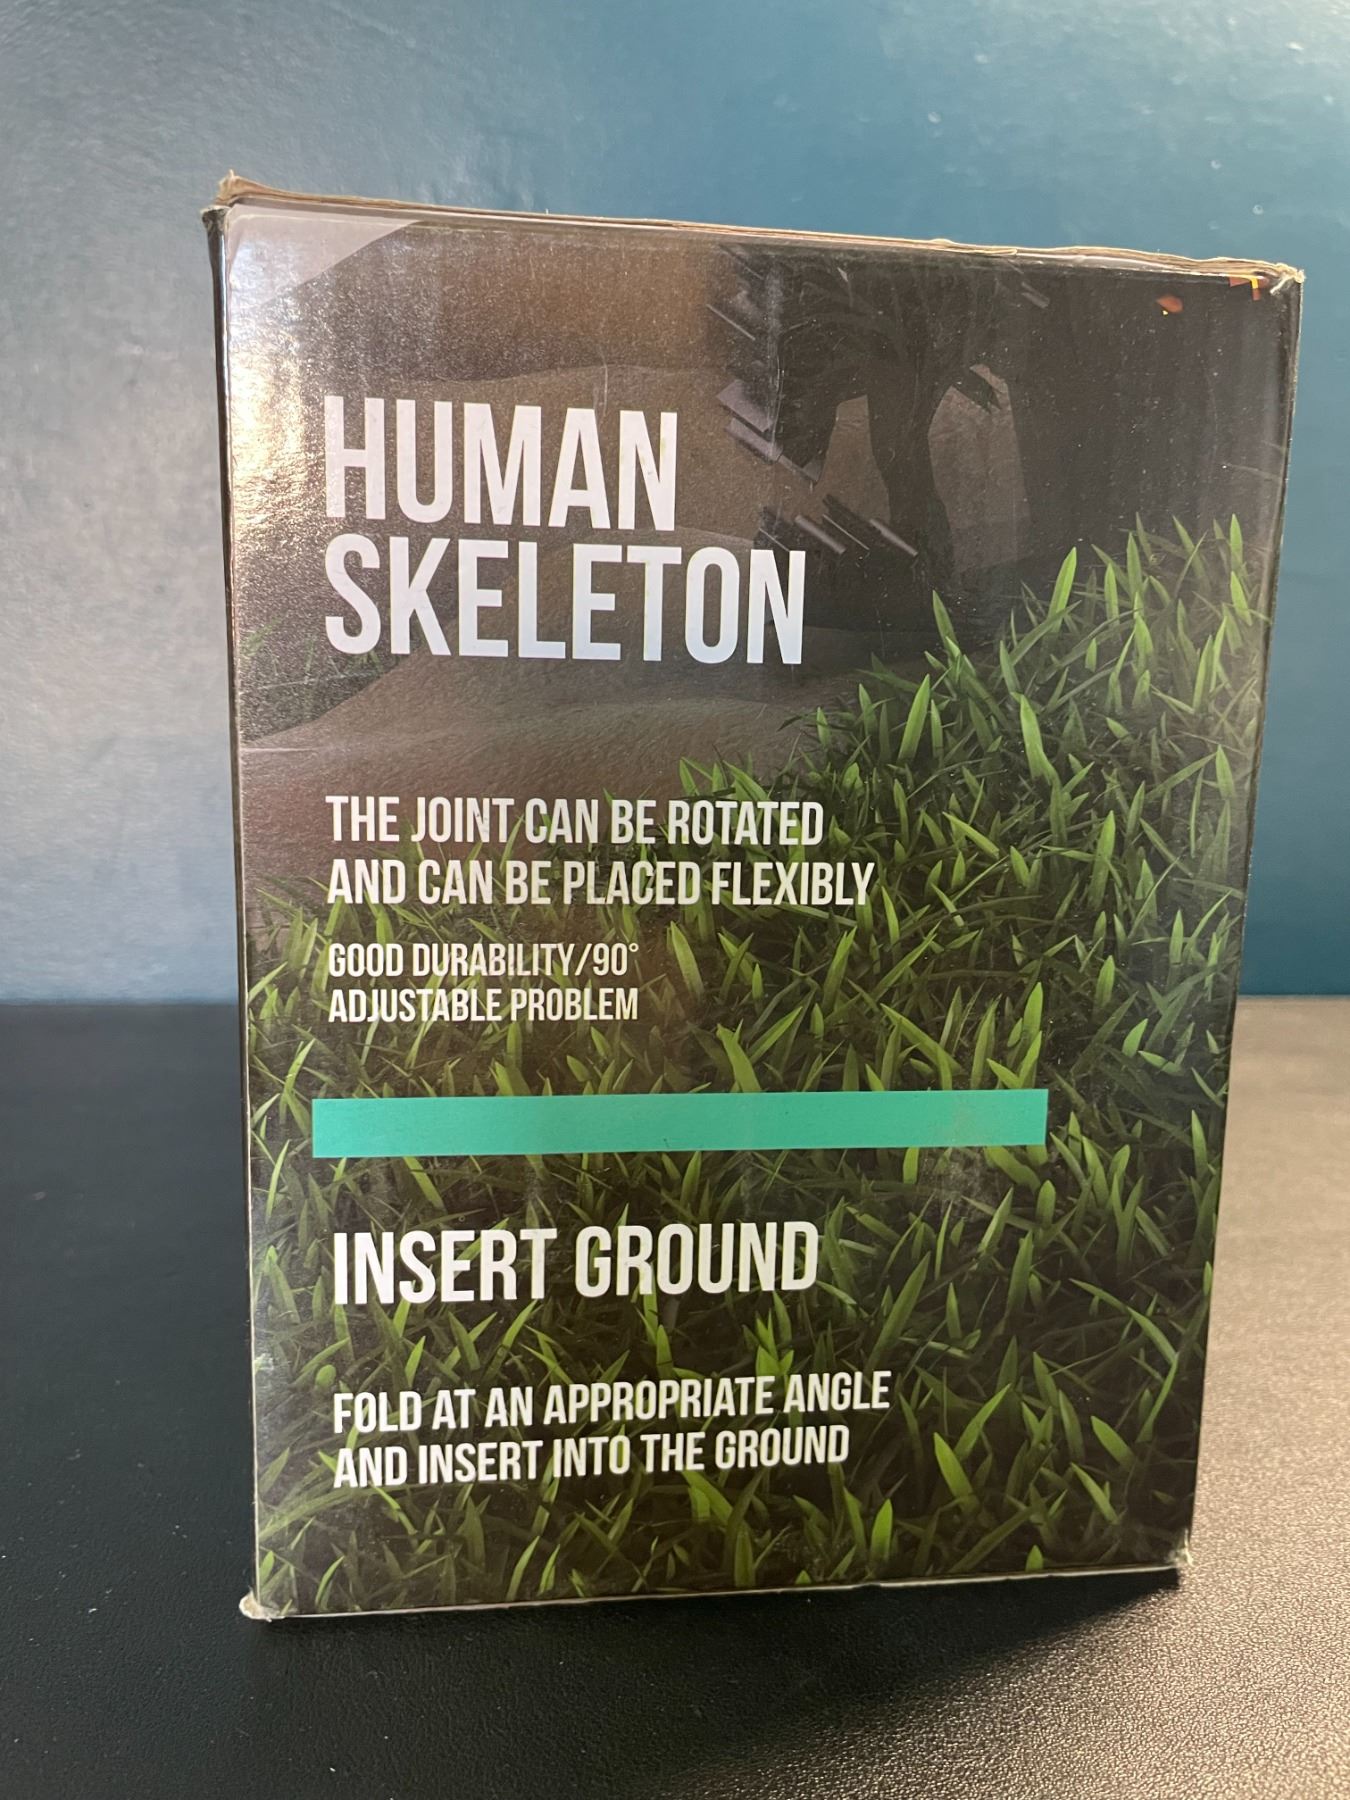 HUMAN
SKELETON
THE JOINT CAN BE ROTATED
AND CAN BE PLACED FLEXIBLY
GOOD DURABILITY/90°
ADJUSTABLE PROBLEM
INSERT GROUND
FOLD AT AN APPROPRIATE ANGLE
AND INSERT INTO THE GROUND